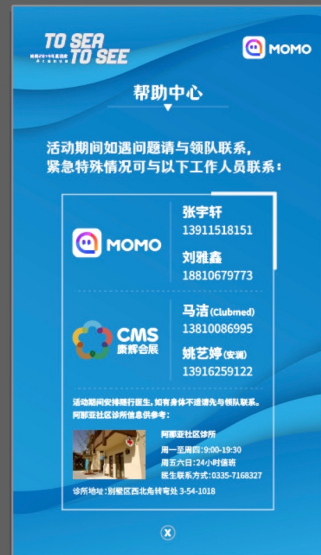 TO SEA
TO SEE
MOMO
帮助中心
活动期间如遇问题请与领队联系,
紧急特殊情况可与以下工作人员联系:
MOMO
张宇轩
13911518151
刘雅鑫
18810679773
CMS
康辉会展
马洁(Clubmed)
13810086995
姚艺婷(安澜)
13916259122
活动期间安排随行医生,如有身体不适请先与领队联系。
阿那亚社区诊所信息供参考:
阿那亚社区诊所
周一至周四:9:00-19:30
周五六日:24小时值班
医生联系方式:0335-7168327
诊所地址:别墅区西北角转弯处 3-54-1018
X